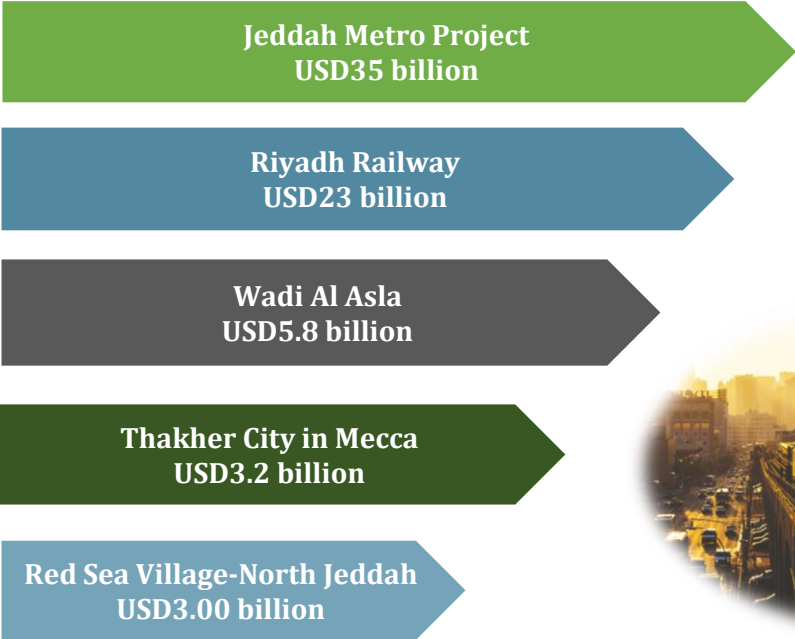 Jeddah Metro Project
USD35 billion
Riyadh Railway
USD23 billion
Wadi Al Asla
USD5.8 billion
Thakher City in Mecca
USD3.2 billion
Red Sea Village-North Jeddah
USD3.00 billion